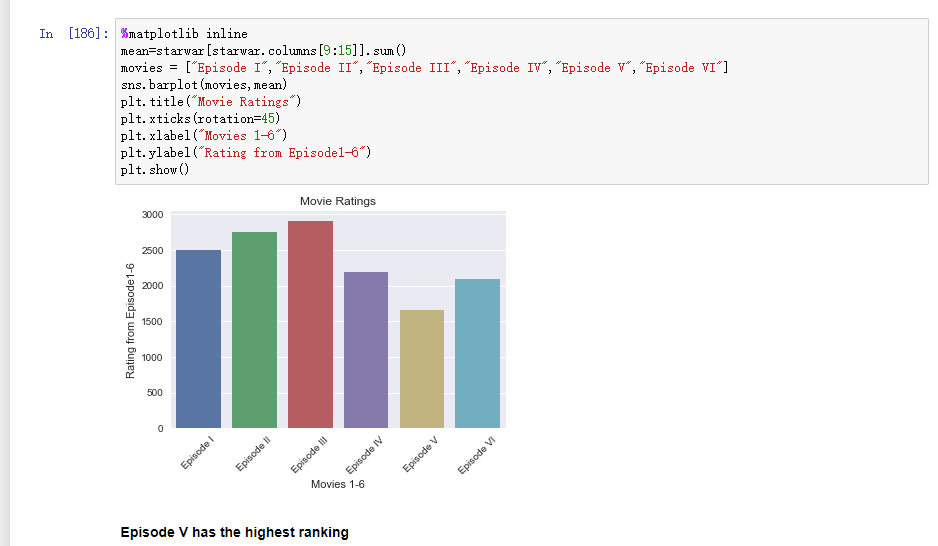 In [186]:
%matplotlib inline
mean=starwar[starwar.columns[9:15]].sum()
movies = ["Episode I","Episode II","Episode III","Episode IV","Episode V","Episode VI"]
sns.barplot(movies,mean)
plt.title("Movie Ratings")
plt.xticks(rotation=45)
plt.xlabel("Movies 1-6")
plt.ylabel("Rating from Episode1-6")
plt.show()
Movie Ratings
Rating from Episode1-6
3000
2500
2000
1500
1000
500
0
Episode I
Episode II
Episode III
Episode IV
Episode V
Episode VI
Movies 1-6
Episode V has the highest ranking